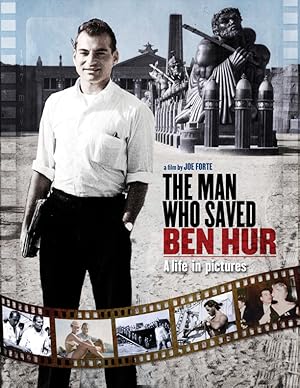 a film by JOE FORTE
THE MAN
WHO SAVED
BEN HUR
A life in pictures